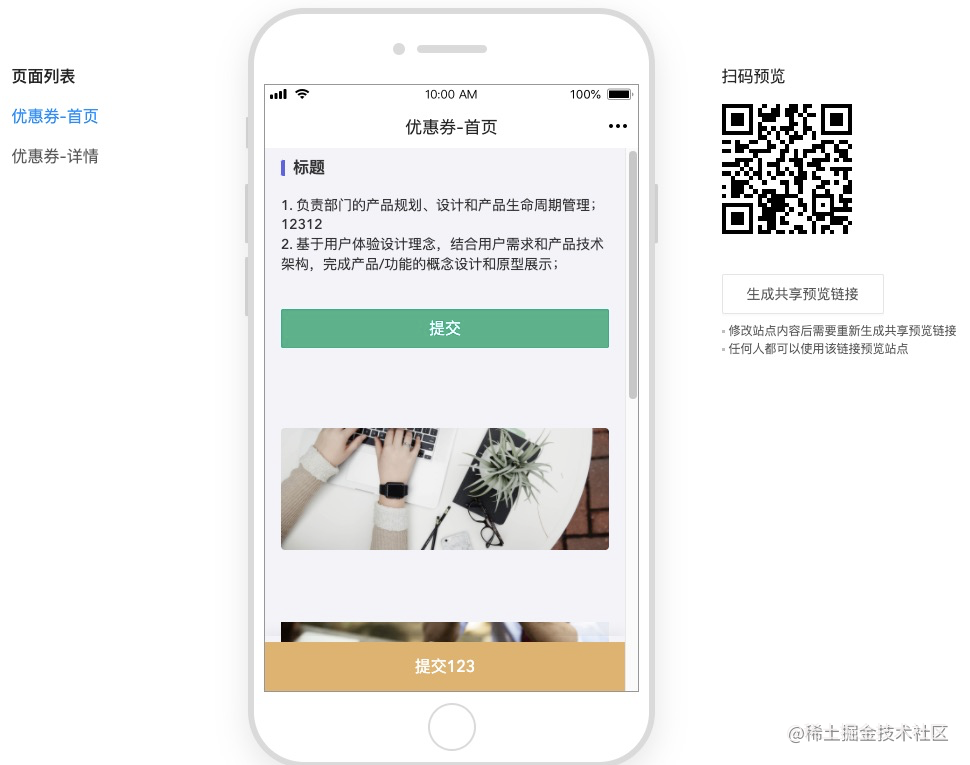 页面列表
优惠券-首页
优惠券-详情
10:00 AM
100%
优惠券-首页
标题
1. 负责部门的产品规划、设计和产品生命周期管理；
12312
2. 基于用户体验设计理念，结合用户需求和产品技术
架构，完成产品/功能的概念设计和原型展示；
提交
提交123
扫码预览
生成共享预览链接
修改站点内容后需要重新生成共享预览链接
任何人都可以使用该链接预览站点
@稀土掘金技术社区